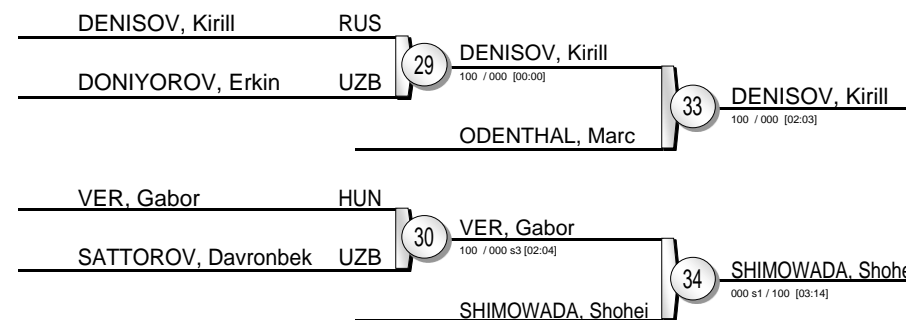 DENISOV, Kirill RUS
DONIYOROV, Erkin UZB
29
DENISOV, Kirill
100 / 000 [00:00]
ODENTHAL, Marc
33
DENISOV, Kirill
100 / 000 [02:03]
VER, Gabor HUN
SATTOROV, Davronbek UZB
30
VER, Gabor
100 / 000 s3 [02:04]
SHIMOWADA, Shohei
34
SHIMOWADA, Shohe
000 s1 / 100 [03:14]